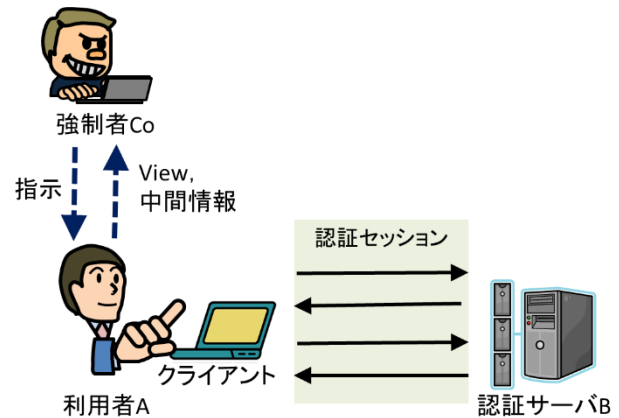 強制者Co
指示
View,
中間情報
認証セッション
クライアント
利用者A
認証サーバB